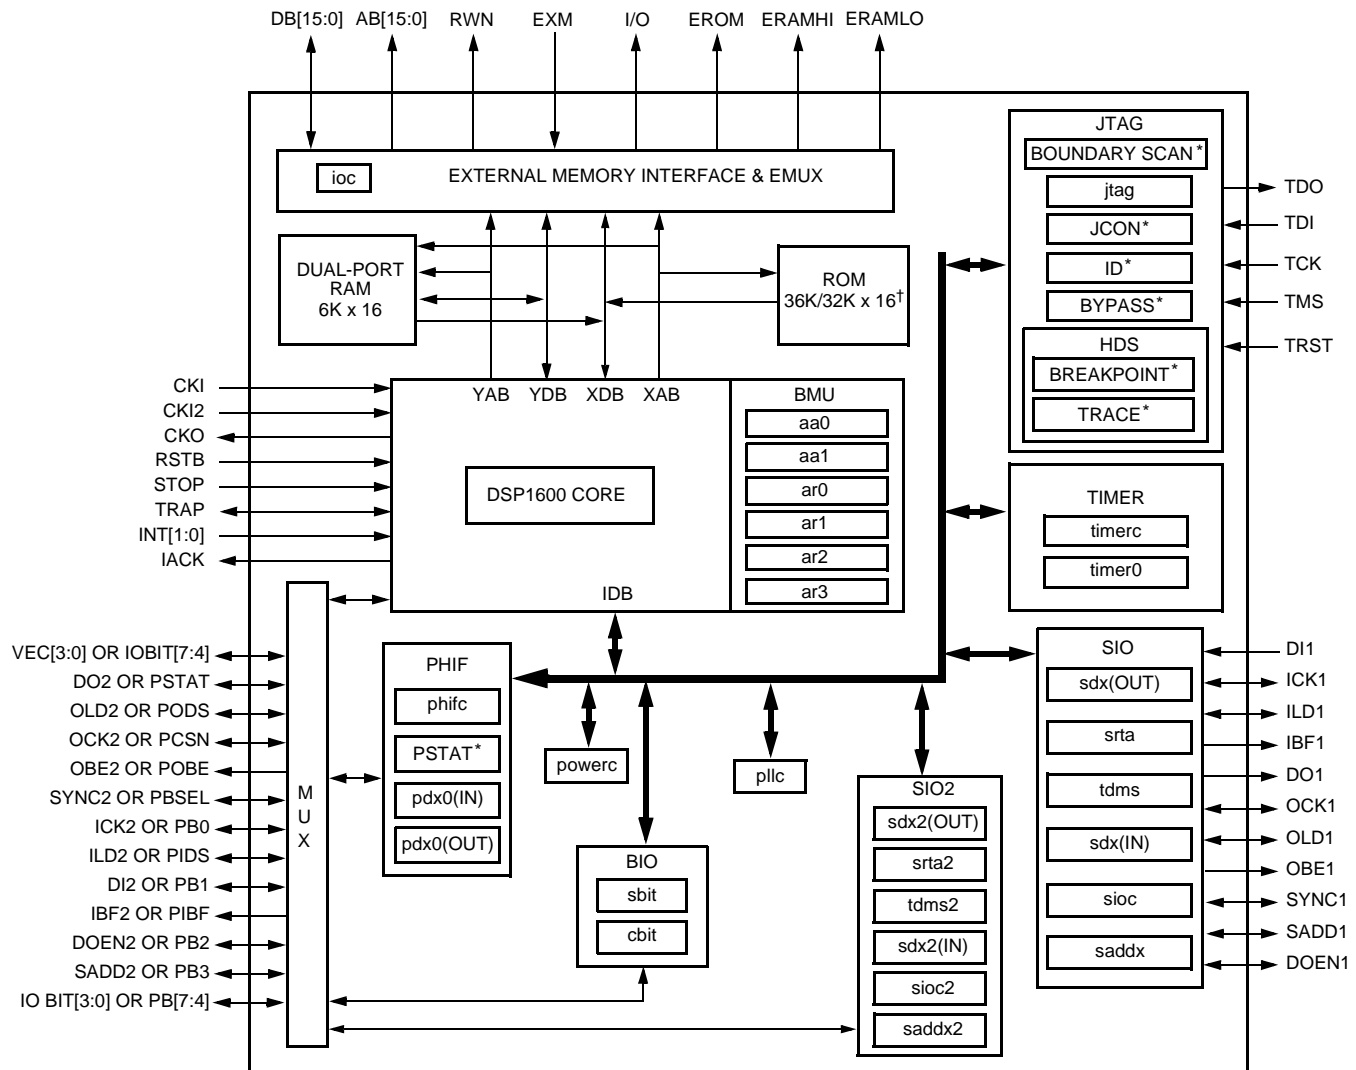 DB[15:0] AB[15:0] RWN EXM I/O EROM ERAMHI ERAMLO
ioc
EXTERNAL MEMORY INTERFACE & EMUX
DUAL-PORT
RAM
6K x 16
ROM
36K/32K x 16†
JTAG
BOUNDARY SCAN*
jtag
JCON*
ID*
BYPASS*
HDS
BREAKPOINT*
TRACE*
TDO
TDI
TCK
TMS
TRST
CKI
CKI2
CKO
RSTB
STOP
TRAP
INT[1:0]
IACK
YAB YDB XDB XAB
DSP1600 CORE
IDB
BMU
aa0
aa1
ar0
ar1
ar2
ar3
TIMER
timerc
timer0
VEC[3:0] OR IOBIT[7:4]
DO2 OR PSTAT
OLD2 OR PODS
OCK2 OR PCSN
OBE2 OR POBE
SYNC2 OR PBSEL
ICK2 OR PB0
ILD2 OR PIDS
DI2 OR PB1
IBF2 OR PIBF
DOEN2 OR PB2
SADD2 OR PB3
IO BIT[3:0] OR PB[7:4]
M
U
X
PHIF
phifc
PSTAT*
pdx0(IN)
pdx0(OUT)
powerc
pllc
BIO
sbit
cbit
SIO2
sdx2(OUT)
srta2
tdms2
sdx2(IN)
sioc2
saddx2
SIO
sdx(OUT)
srta
tdms
sdx(IN)
sioc
saddx
DI1
ICK1
ILD1
IBF1
DO1
OCK1
OLD1
OBE1
SYNC1
SADD1
DOEN1